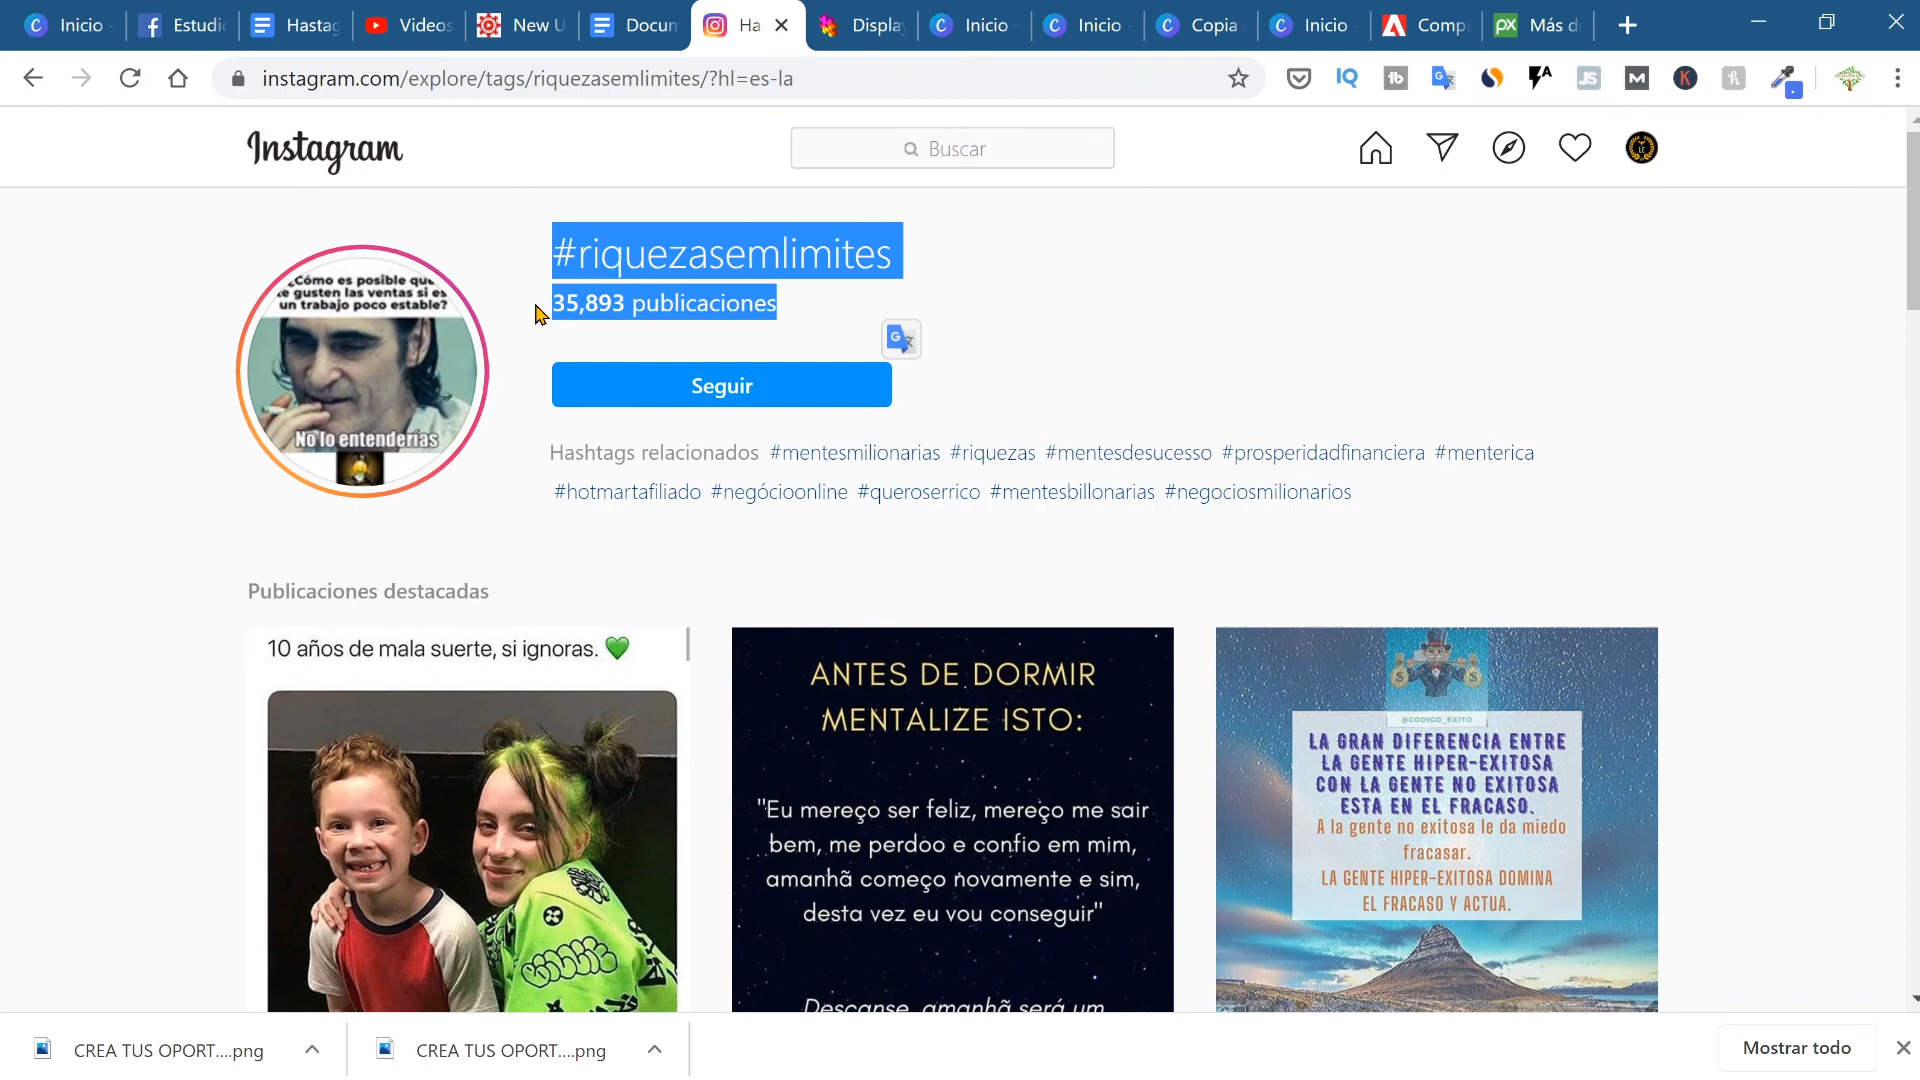 Inicio
Estudi
Hastag
Videos
New U
Docum
Ha
Display
Inicio
Inicio
Copia
Inicio
Comp
Más d
instagram.com/explore/tags/riquezasemlimites/?hl=es-la
Instagram
Buscar
#riquezasemlimites
35,893 publicaciones
Seguir
Hashtags relacionados #mentesmilionarias #riquezas #mentesdesucesso #prosperidadfinanciera #menterica
#hotmartafiliado #negócioonline #queroserrico #mentesbillonarias #negociosmilionarios
¿Cómo es posible que
te gusten las ventas si es
un trabajo poco estable?
No lo entenderías
Publicaciones destacadas
10 años de mala suerte, si ignoras.
ANTES DE DORMIR
MENTALIZE ISTO:
"Eu mereço ser feliz, mereço me sair
bem, me perdoo e confio em mim,
amanhã começo novamente e sim,
desta vez eu vou conseguir"
Descanse, amanhã será um
@CODIGO_EXITO
LA GRAN DIFERENCIA ENTRE
LA GENTE HIPER-EXITOSA
CON LA GENTE NO EXITOSA
ESTA EN EL FRACASO.
A la gente no exitosa le da miedo
fracasar.
LA GENTE HIPER-EXITOSA DOMINA
EL FRACASO Y ACTUA.
CREA TUS OPORT....png
CREA TUS OPORT....png
Mostrar todo